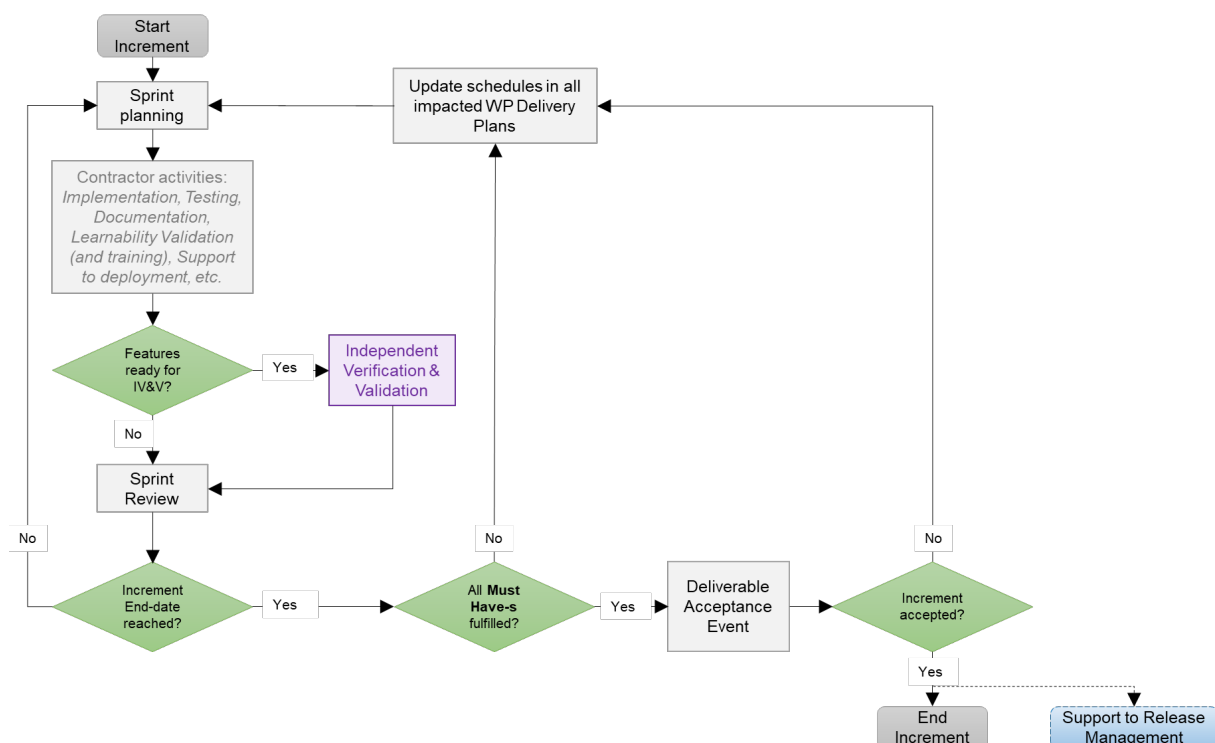 Start
Increment
Sprint
planning
Update schedules in all
impacted WP Delivery
Plans
Contractor activities:
Implementation, Testing,
Documentation,
Learnability Validation
(and training), Support
to deployment, etc.
Features
ready for
IV&V?
Yes
Independent
Verification &
Validation
No
Sprint
Review
No
Increment
End-date
reached?
Yes
No
All Must
Have-s
fulfilled?
Yes
Deliverable
Acceptance
Event
No
Increment
accepted?
Yes
End
Increment
Support to Release
Management